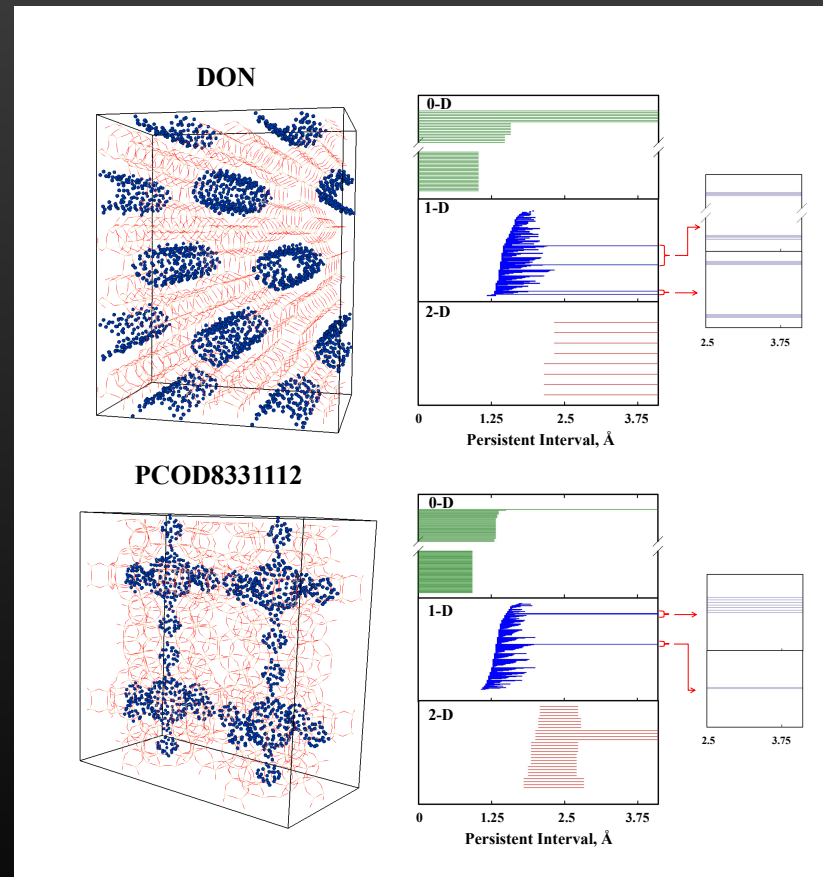 DON
0-D
1-D
2-D
0 1.25 2.5 3.75
Persistent Interval, Å
2.5 3.75
PCOD8331112
0-D
1-D
2-D
0 1.25 2.5 3.75
Persistent Interval, Å
2.5 3.75